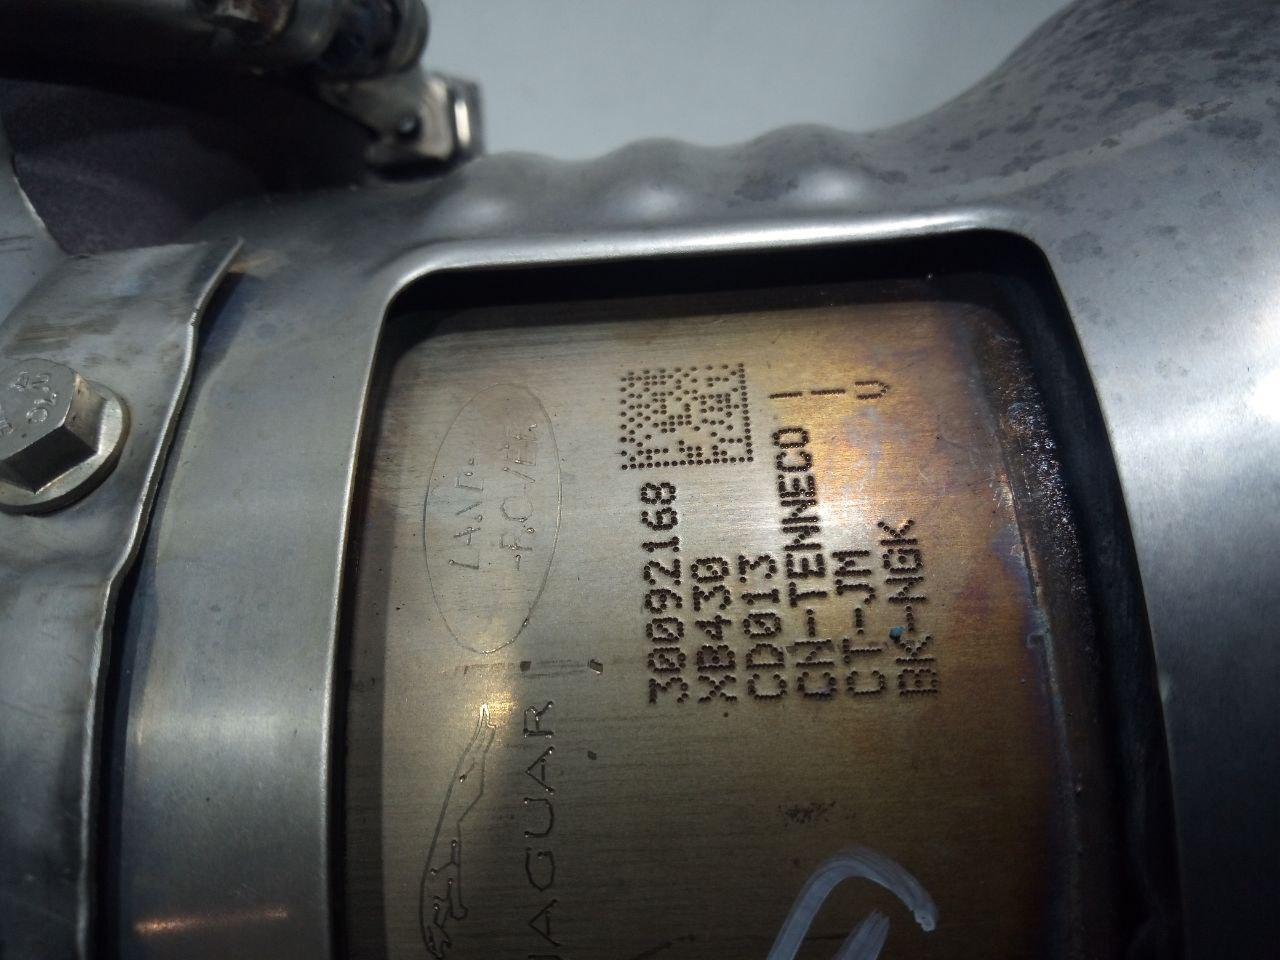 LAND
ROVER
JAGUAR
30092168
XB430
CD013
CN-TENNECO I
CT-JM I
BK-NGK U